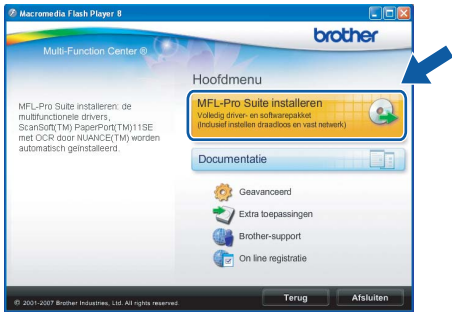 Macromedia Flash Player 8
brother
Multi-Function Center ®
Hoofdmenu
MFL-Pro Suite installeren: de
multifunctionele drivers,
ScanSoft(TM) PaperPort(TM)11SE
met OCR door NUANCE(TM) worden
automatisch geïnstalleerd.
MFL-Pro Suite installeren
Volledig driver- en softwarepakket
(Inclusief instellen draadloos en vast netwerk)
Documentatie
Geavanceerd
Extra toepassingen
Brother-support
On line registratie
© 2001-2007 Brother Industries, Ltd. All rights reserved.
Terug
Afsluiten